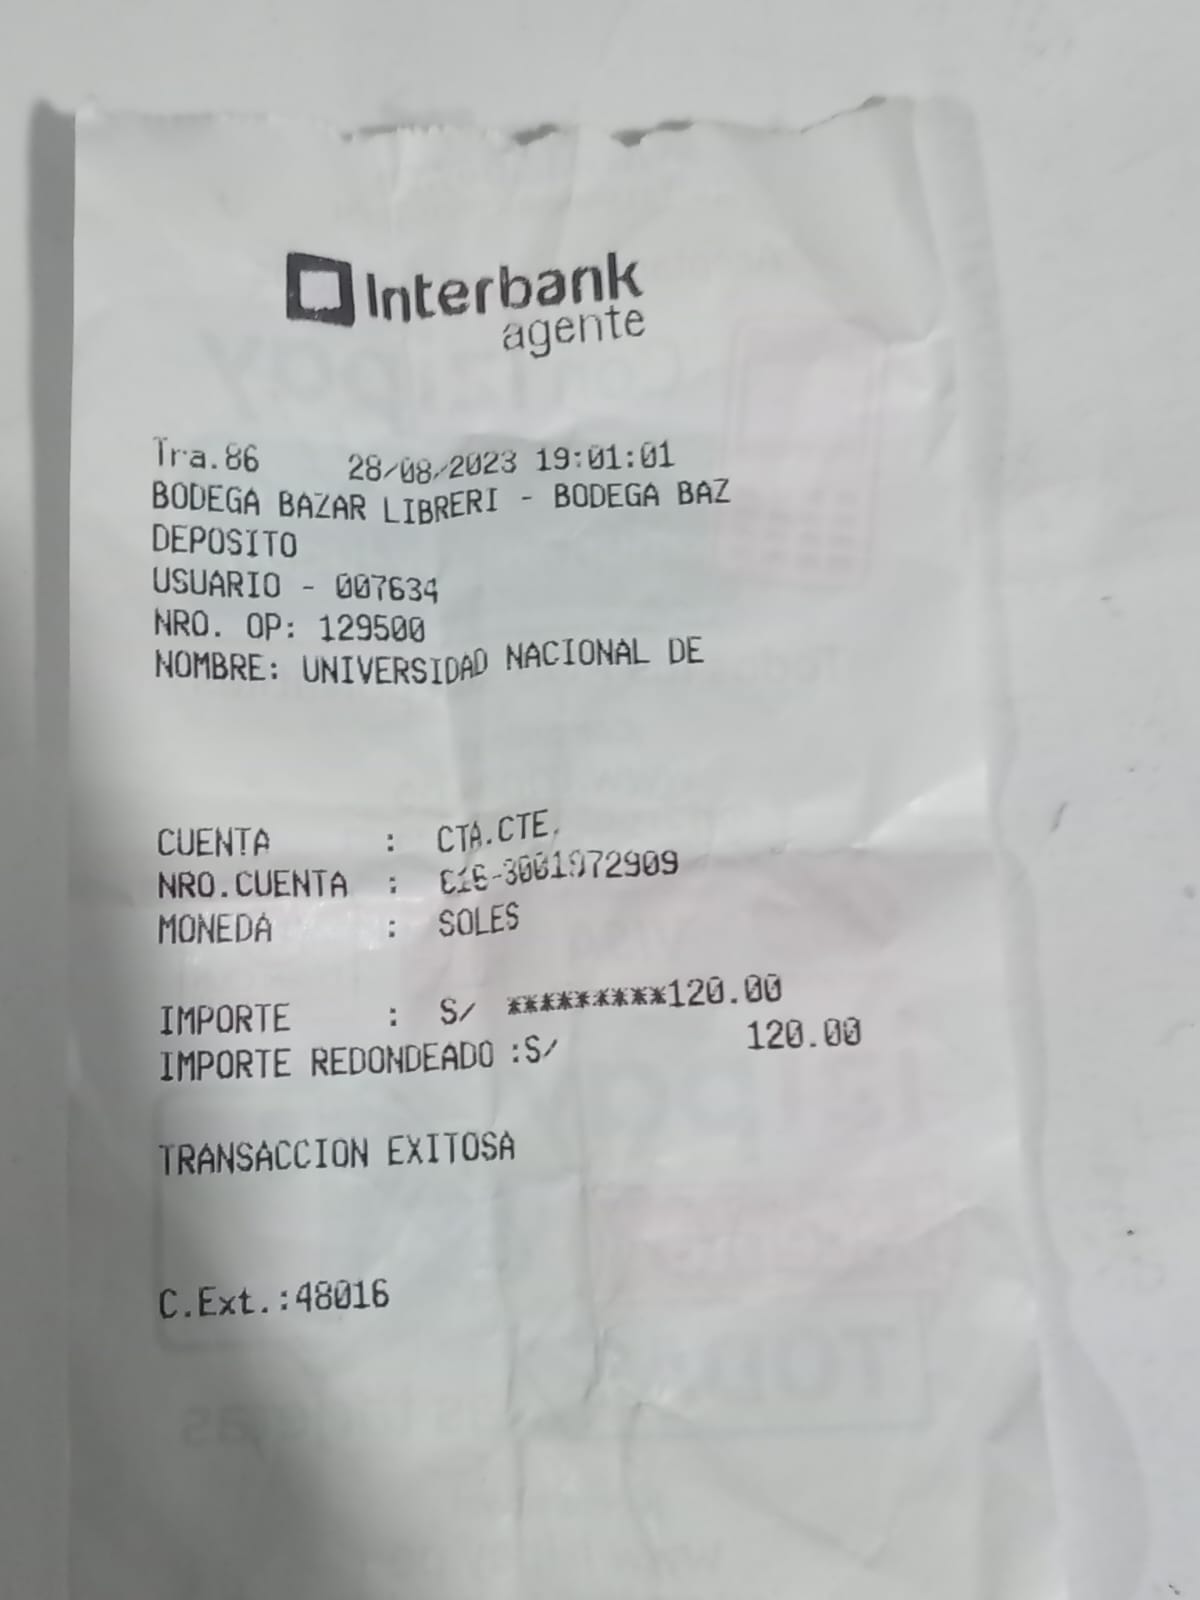 Interbank
agente
Tra.86 28/08/2023 19:01:01
BODEGA BAZAR LIBRERI - BODEGA BAZ
DEPOSITO
USUARIO - 007634
NRO. OP: 129500
NOMBRE: UNIVERSIDAD NACIONAL DE
CUENTA : CTA.CTE.
NRO.CUENTA :
MONEDA : SOLES
IMPORTE : S/ *********120.00
IMPORTE REDONDEADO :S/ 120.00
TRANSACCION EXITOSA
C.Ext.:48016